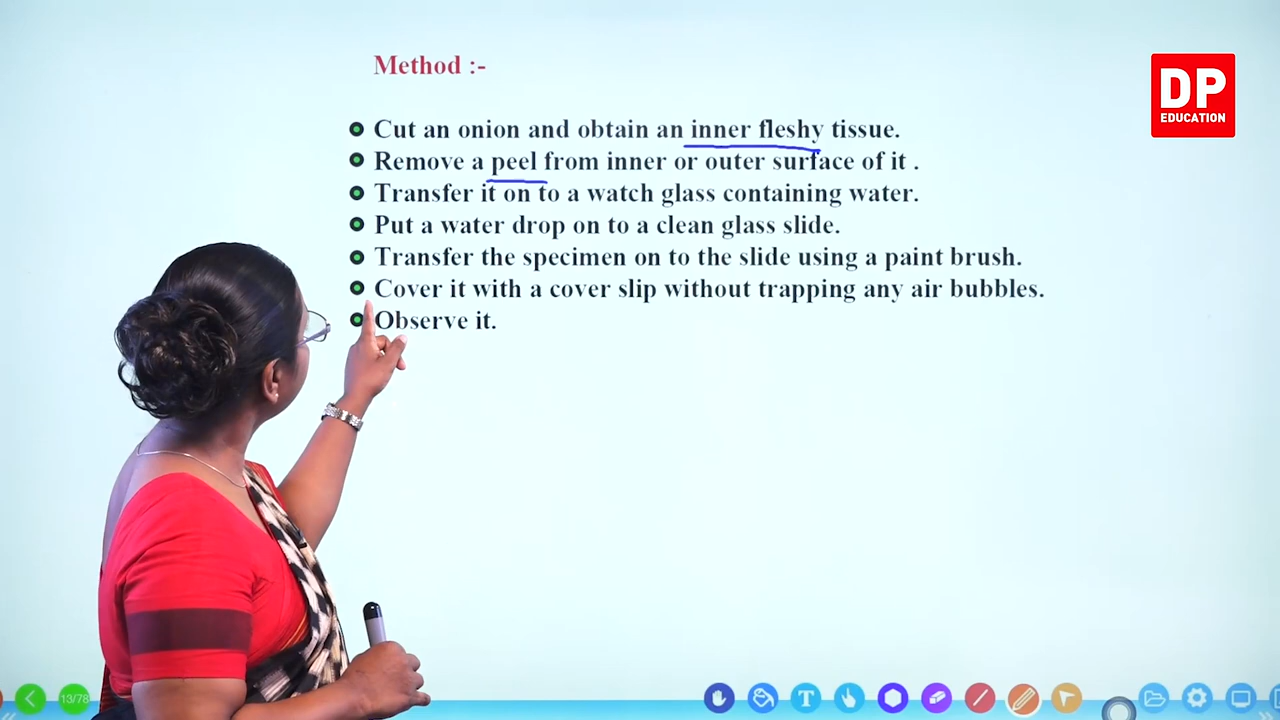 Method :-
DP
EDUCATION
Cut an onion and obtain an inner fleshy tissue.
Remove a peel from inner or outer surface of it .
Transfer it on to a watch glass containing water.
Put a water drop on to a clean glass slide.
Transfer the specimen on to the slide using a paint brush.
Cover it with a cover slip without trapping any air bubbles.
Observe it.
13/78
T